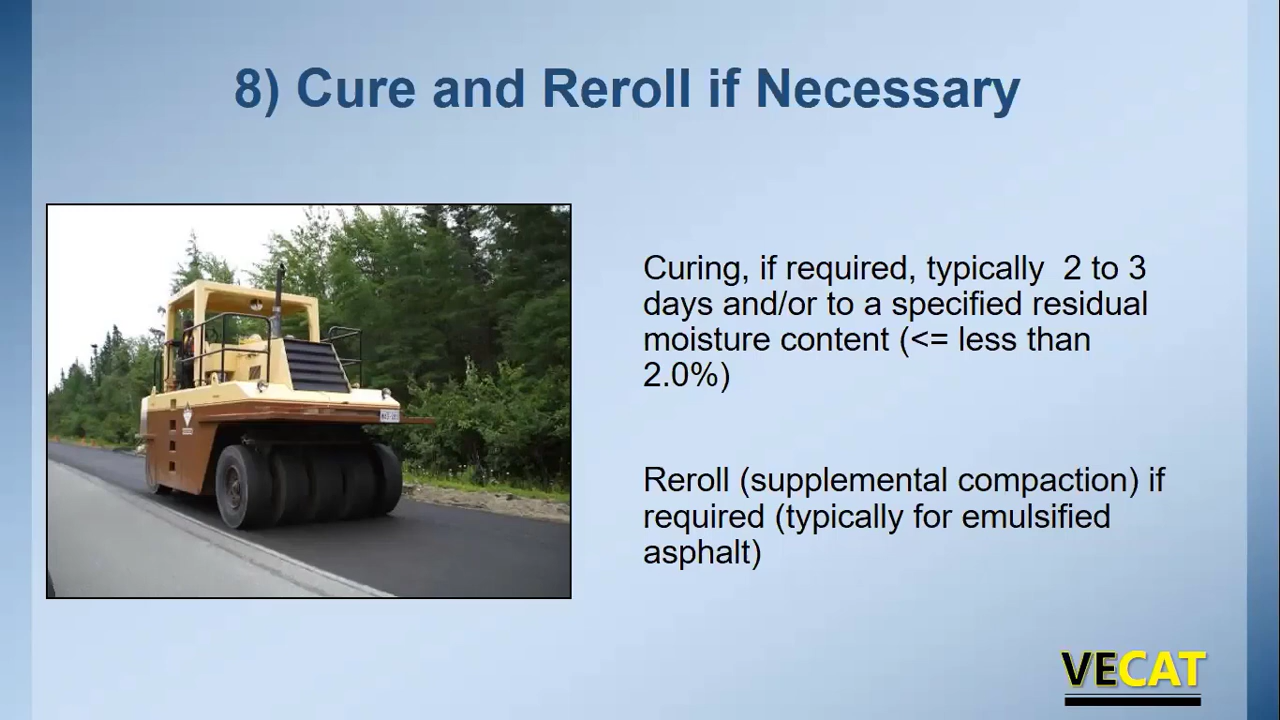 8) Cure and Reroll if Necessary
Curing, if required, typically  2 to 3
days and/or to a specified residual
moisture content (<= less than
2.0%)
Reroll (supplemental compaction) if
required (typically for emulsified
asphalt)
VECAT